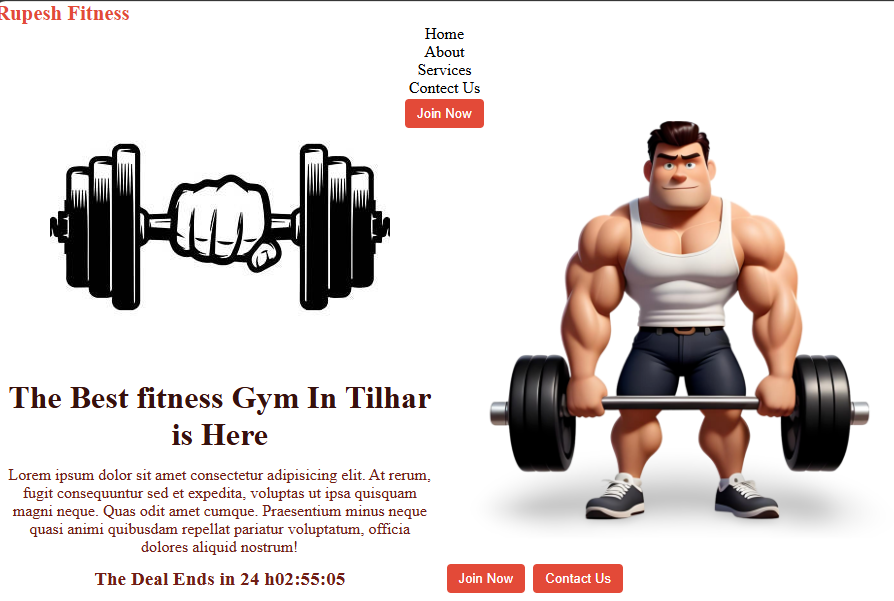 Rupesh Fitness
Home
About
Services
Contect Us
Join Now
The Best fitness Gym In Tilhar
is Here
Lorem ipsum dolor sit amet consectetur adipisicing elit. At rerum,
fugit consequuntur sed et expedita, voluptas ut ipsa quisquam
magni neque. Quas odit amet cumque. Praesentium minus neque
quasi animi quibusdam repellat pariatur voluptatum, officia
dolores aliquid nostrum!
The Deal Ends in 24 h02:55:05
Join Now
Contact Us